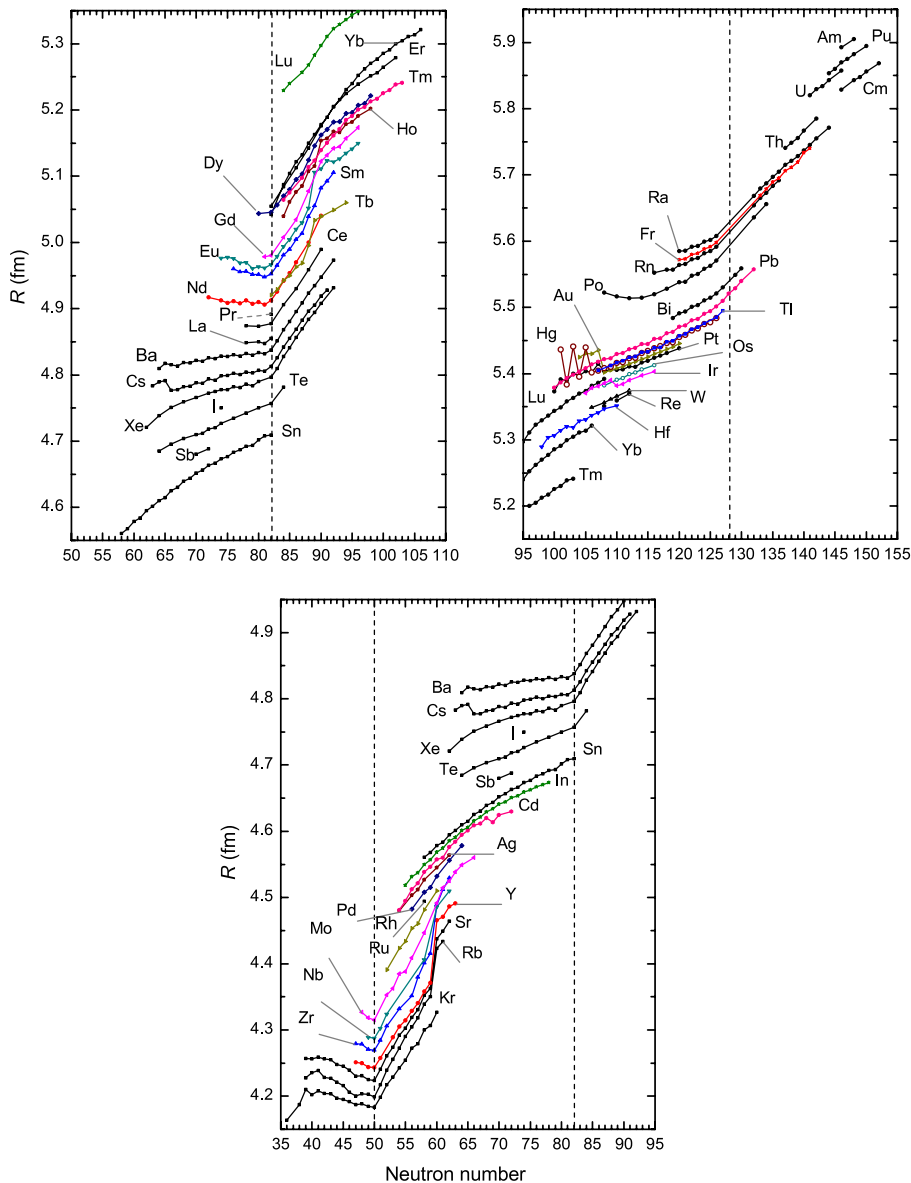 R (fm)
5.3
5.2
5.1
5.0
4.9
4.8
4.7
4.6
Lu
Yb
Er
Tm
Ho
Dy
Sm
Gd
Tb
Eu
Ce
Nd
Pr
La
Ba
Cs
Te
Xe
I
Sb
Sn
50 55 60 65 70 75 80 85 90 95 100 105 110
R (fm)
5.9
5.8
5.7
5.6
5.5
5.4
5.3
5.2
Am
Pu
U
Cm
Th
Ra
Fr
Rn
Po
Pb
Au
Bi
Tl
Hg
Pt
Os
Ir
Lu
W
Re
Hf
Yb
Tm
95 100 105 110 115 120 125 130 135 140 145 150 155
R (fm)
4.9
4.8
4.7
4.6
4.5
4.4
4.3
4.2
Ba
Cs
Xe
I
Te
Sn
Sb
In
Cd
Ag
Pd
Rh
Y
Mo
Ru
Sr
Rb
Nb
Kr
Zr
35 40 45 50 55 60 65 70 75 80 85 90 95
Neutron number